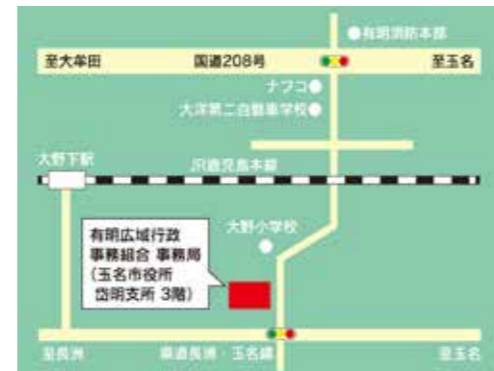 有明消防本部
至大牟田
国道208号
至玉名
ナフコ
大洋第二自動車学校
大野下駅
JR鹿児島本線
大野小学校
有明広域行政
事務組合 事務局
(玉名市役所
岱明支所 3階)
至長洲
県道長洲・玉名線
至玉名